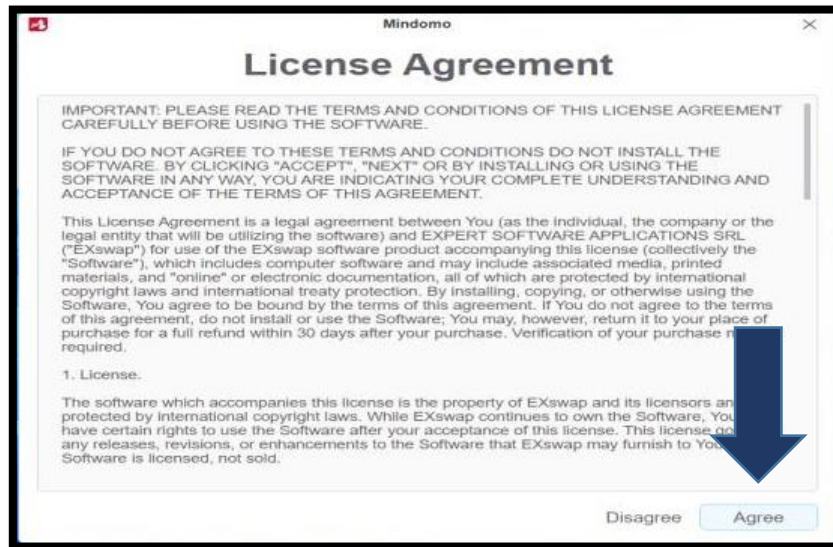 Mindomo
License Agreement
IMPORTANT: PLEASE READ THE TERMS AND CONDITIONS OF THIS LICENSE AGREEMENT
CAREFULLY BEFORE USING THE SOFTWARE.
IF YOU DO NOT AGREE TO THESE TERMS AND CONDITIONS DO NOT INSTALL THE
SOFTWARE. BY CLICKING "ACCEPT", "NEXT" OR BY INSTALLING OR USING THE
SOFTWARE IN ANY WAY, YOU ARE INDICATING YOUR COMPLETE UNDERSTANDING AND
ACCEPTANCE OF THE TERMS OF THIS AGREEMENT.
This License Agreement is a legal agreement between You (as the individual, the company or the
legal entity that will be utilizing the software) and EXPERT SOFTWARE APPLICATIONS SRL
("EXswap") for use of the EXswap software product accompanying this license (collectively the
"Software"), which includes computer software and may include associated media, printed
materials, and "online" or electronic documentation, all of which are protected by international
copyright laws and international treaty protection. By installing, copying, or otherwise using the
Software, You agree to be bound by the terms of this agreement. If You do not agree to the terms
of this agreement, do not install or use the Software; You may, however, return it to your place of
purchase for a full refund within 30 days after your purchase. Verification of your purchase
required.
1. License.
The software which accompanies this license is the property of EXswap and its licensors
protected by international copyright laws. While EXswap continues to own the Software,
have certain rights to use the Software after your acceptance of this license. This license
any releases, revisions, or enhancements to the Software that EXswap may furnish to
Software is licensed, not sold.
Disagree Agree